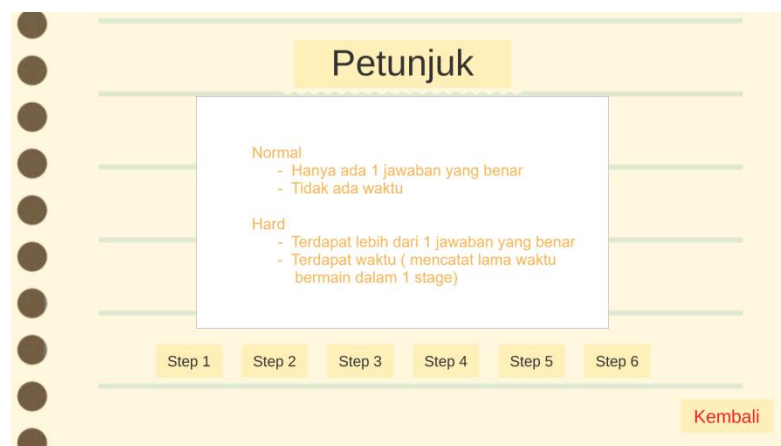 Petunjuk
Normal
- Hanya ada 1 jawaban yang benar
- Tidak ada waktu
Hard
- Terdapat lebih dari 1 jawaban yang benar
- Terdapat waktu ( mencatat lama waktu
bermain dalam 1 stage)
Step 1 Step 2 Step 3 Step 4 Step 5 Step 6
Kembali